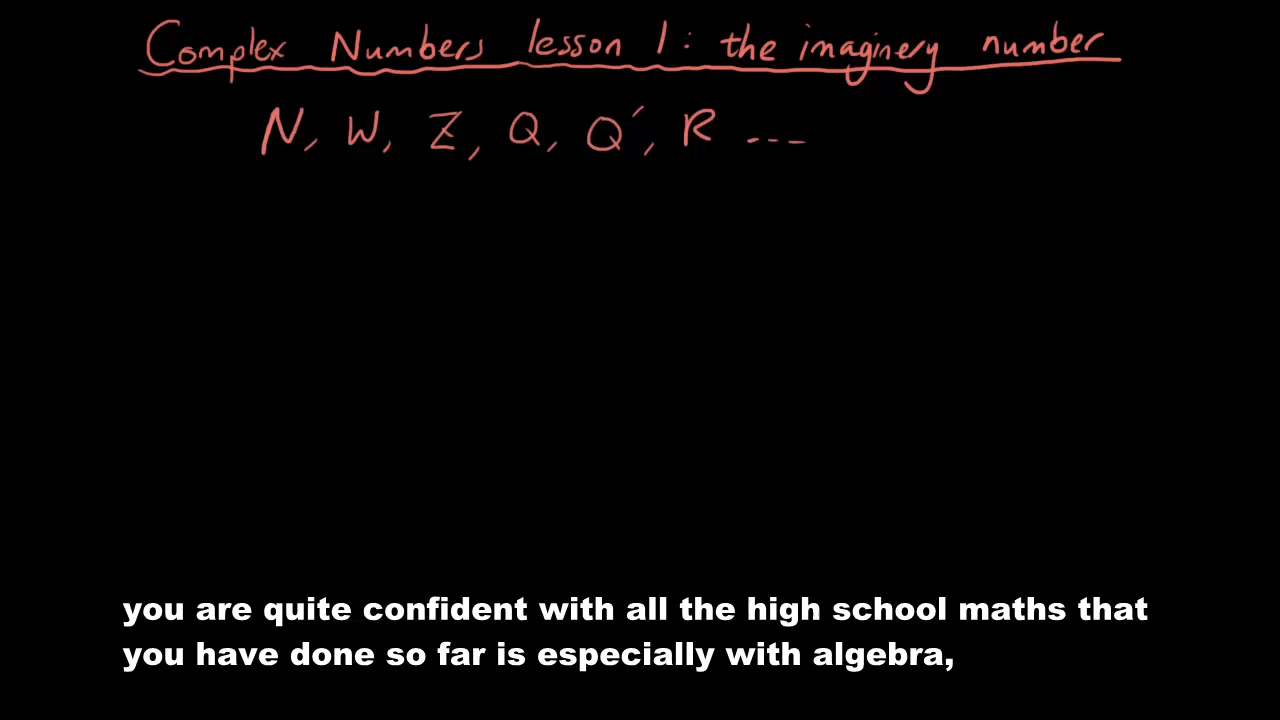 Complex Numbers lesson 1: the imaginery number
N, W, Z, Q, Q', R ---
you are quite confident with all the high school maths that
you have done so far is especially with algebra,